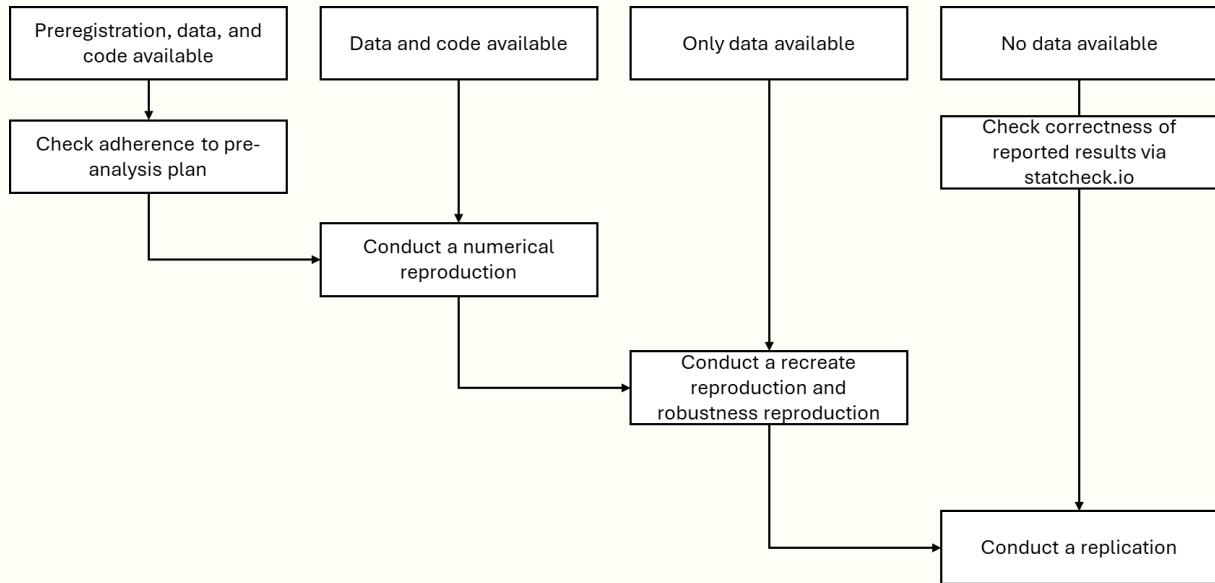 Preregistration, data, and
code available
Data and code available
Only data available
No data available
Check adherence to pre-
analysis plan
Check correctness of
reported results via
statcheck.io
Conduct a numerical
reproduction
Conduct a recreate
reproduction and
robustness reproduction
Conduct a replication